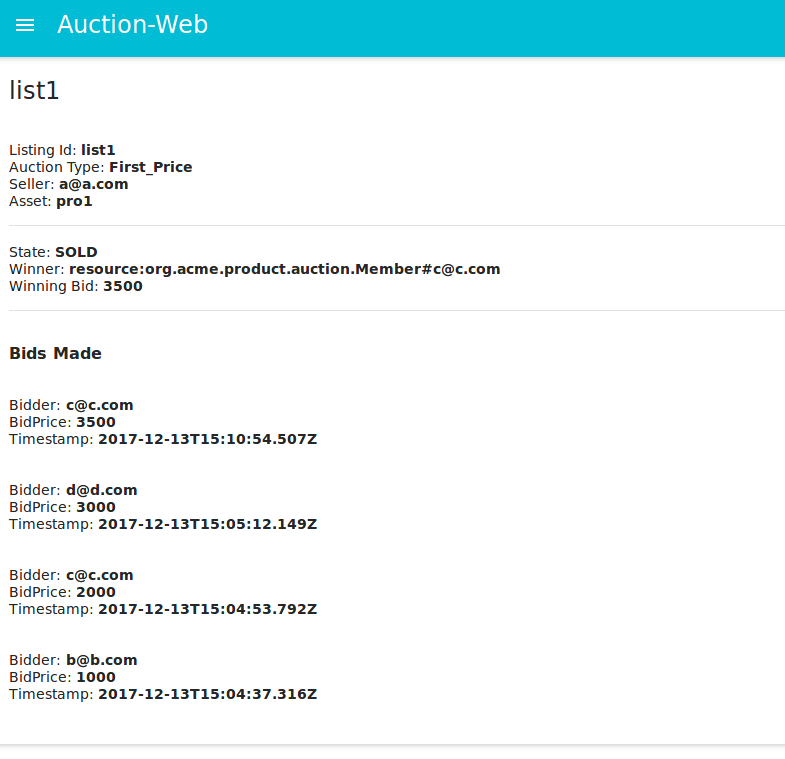 Auction-Web
list1
Listing Id: list1
Auction Type: First_Price
Seller: a@a.com
Asset: pro1
State: SOLD
Winner: resource:org.acme.product.auction.Member#c@c.com
Winning Bid: 3500
Bids Made
Bidder: c@c.com
BidPrice: 3500
Timestamp: 2017-12-13T15:10:54.507Z
Bidder: d@d.com
BidPrice: 3000
Timestamp: 2017-12-13T15:05:12.149Z
Bidder: c@c.com
BidPrice: 2000
Timestamp: 2017-12-13T15:04:53.792Z
Bidder: b@b.com
BidPrice: 1000
Timestamp: 2017-12-13T15:04:37.316Z